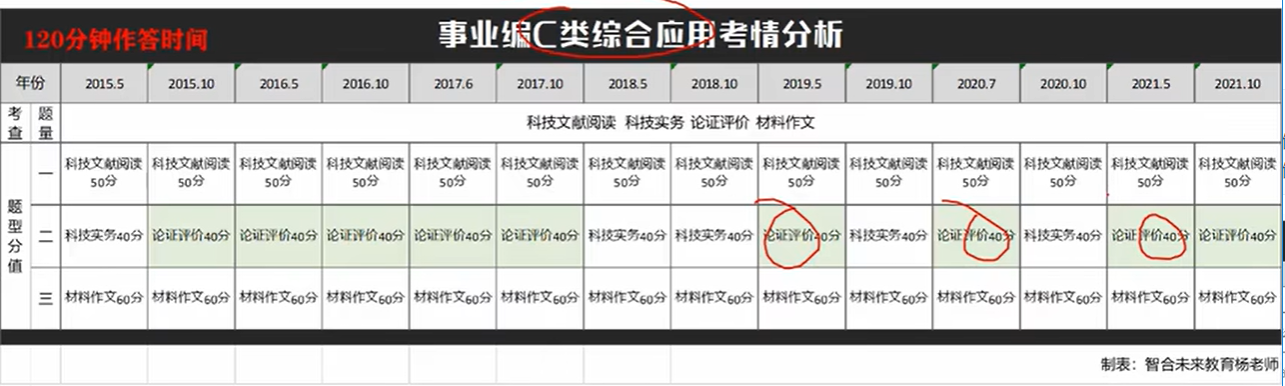 120分钟作答时间
事业编C类综合应用考情分析
年份 2015.5 2015.10 2016.5 2016.10 2017.6 2017.10 2018.5 2018.10 2019.5 2019.10 2020.7 2020.10 2021.5 2021.10
考查 题量 科技文献阅读 科技实务 论证评价 材料作文
题型分值
一 科技文献阅读50分 科技文献阅读50分 科技文献阅读50分 科技文献阅读50分 科技文献阅读50分 科技文献阅读50分 科技文献阅读50分 科技文献阅读50分 科技文献阅读50分 科技文献阅读50分 科技文献阅读50分 科技文献阅读50分 科技文献阅读50分 科技文献阅读50分
二 科技实务40分 论证评价40分 论证评价40分 论证评价40分 论证评价40分 论证评价40分 科技实务40分 科技实务40分 论证评价40分 科技实务40分 论证评价40分 科技实务40分 论证评价40分 论证评价40分
三 材料作文60分 材料作文60分 材料作文60分 材料作文60分 材料作文60分 材料作文60分 材料作文60分 材料作文60分 材料作文60分 材料作文60分 材料作文60分 材料作文60分 材料作文60分 材料作文60分
制表：智合未来教育杨老师